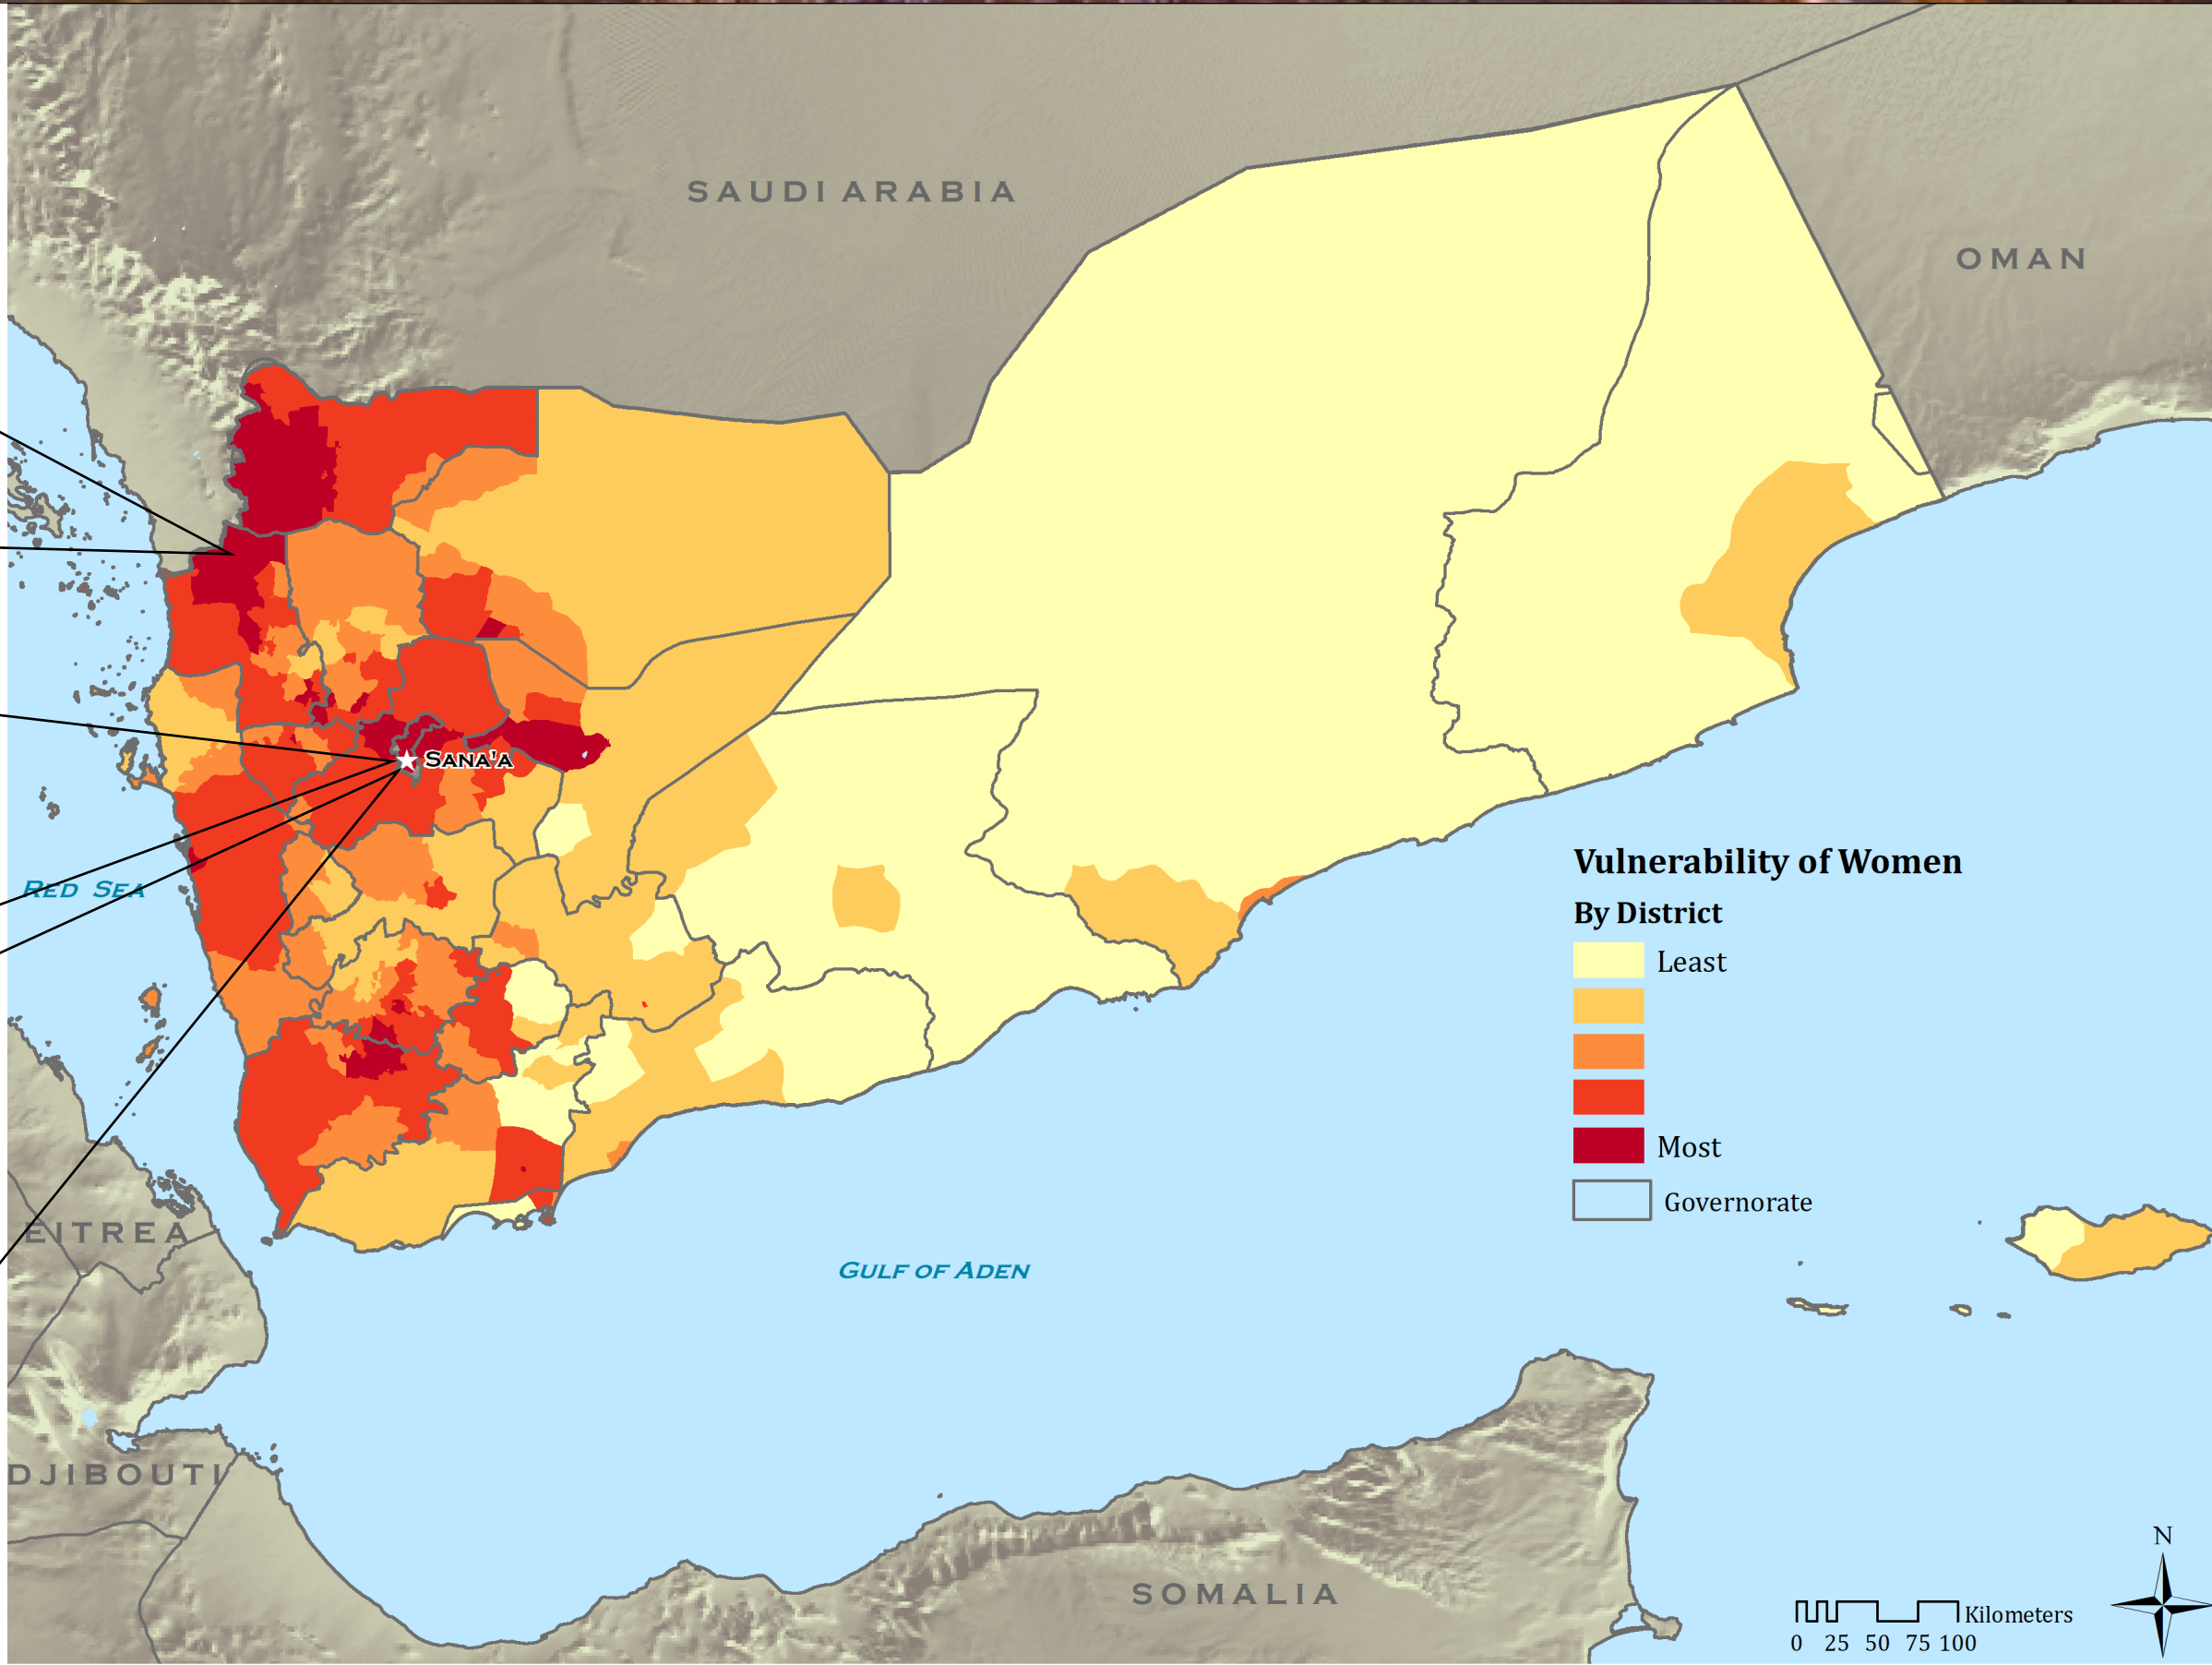 SAUDI ARABIA
OMAN
SANA'A
RED SEA
Vulnerability of Women
By District
Least
Most
Governorate
EITREA
GULF OF ADEN
DJIBOUTI
SOMALIA
N
Kilometers
0 25 50 75 100